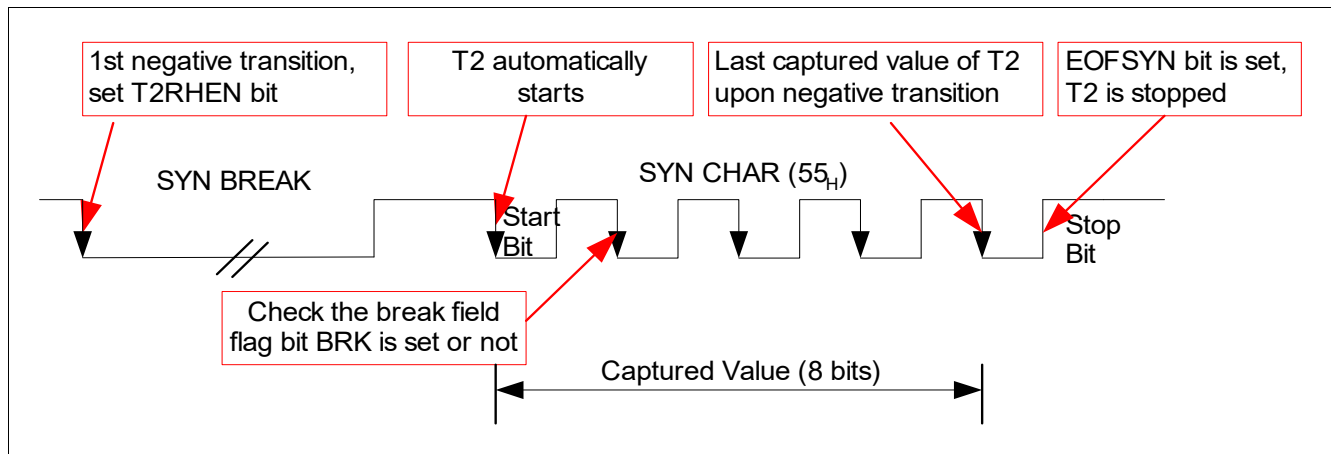 1st negative transition,
set T2RHEN bit
T2 automatically
starts
Last captured value of T2
upon negative transition
EOFSYN bit is set,
T2 is stopped
SYN BREAK
SYN CHAR (55H)
Start
Bit
Stop
Bit
Check the break field
flag bit BRK is set or not
Captured Value (8 bits)